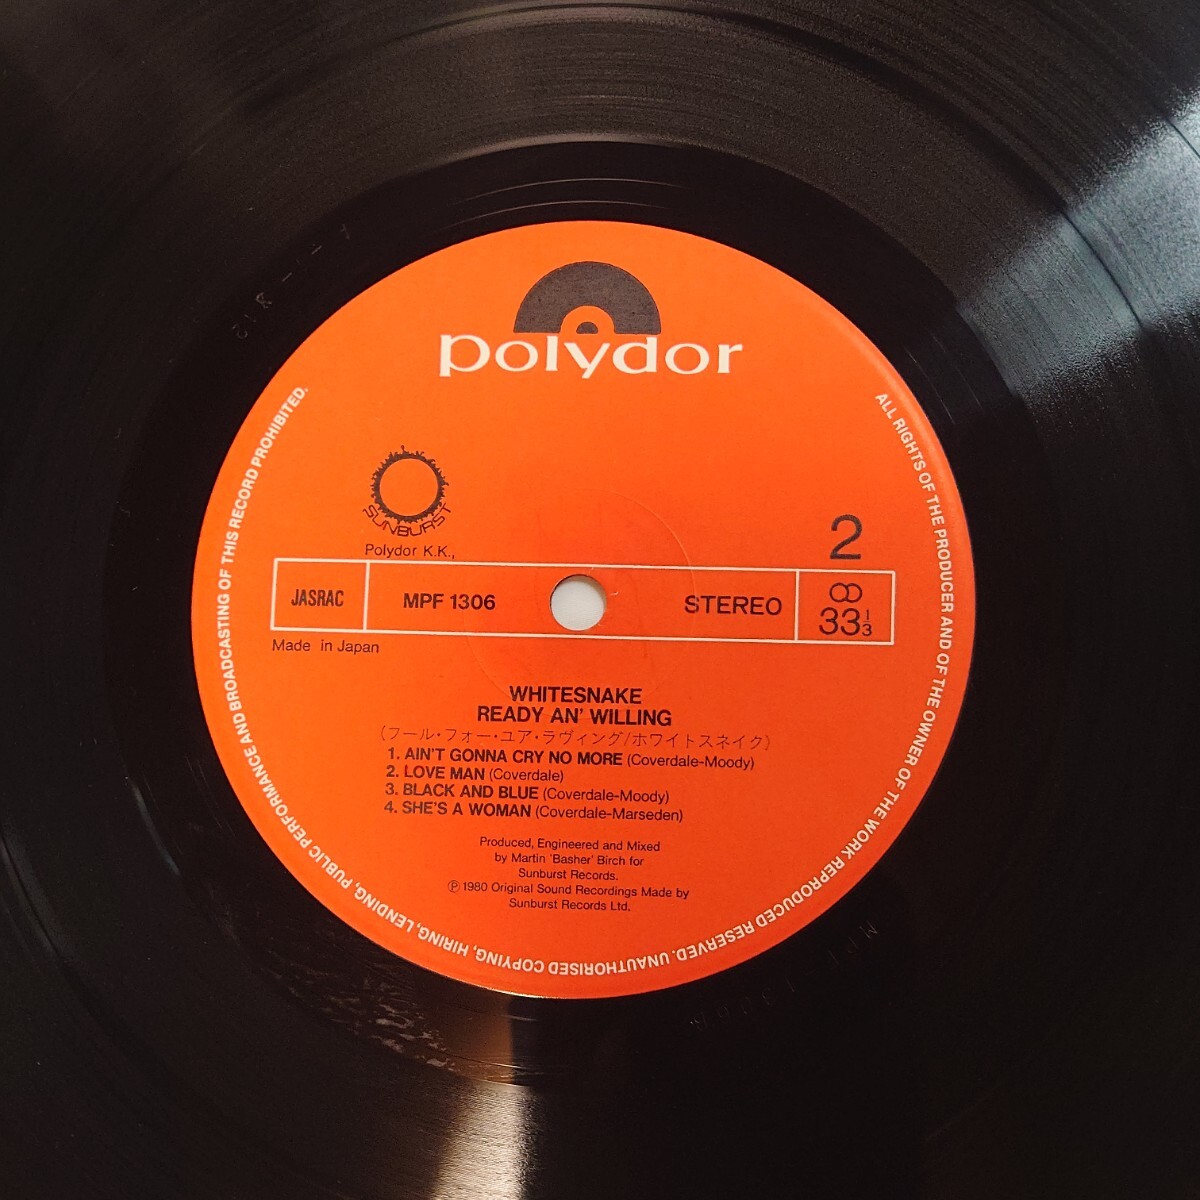 polydor
SUNBURST
Polydor K.K.,
2
JASRAC
MPF 1306
STEREO
33 1/3
Made in Japan
WHITESNAKE
READY AN' WILLING
(フール・フォー・ユア・ラヴィング/ホワイトスネイク)
1. AIN'T GONNA CRY NO MORE (Coverdale-Moody)
2. LOVE MAN (Coverdale)
3. BLACK AND BLUE (Coverdale-Moody)
4. SHE'S A WOMAN (Coverdale-Marseden)
Produced, Engineered and Mixed
by Martin 'Basher' Birch for
Sunburst Records.
Ⓟ 1980 Original Sound Recordings Made by
Sunburst Records Ltd.
ALL RIGHTS OF THE PRODUCER AND OF THE OWNER OF THE WORK REPRODUCED RESERVED. UNAUTHORISED COPYING, HIRING, LENDING, PUBLIC PERFORMANCE AND BROADCASTING OF THIS RECORD PROHIBITED.